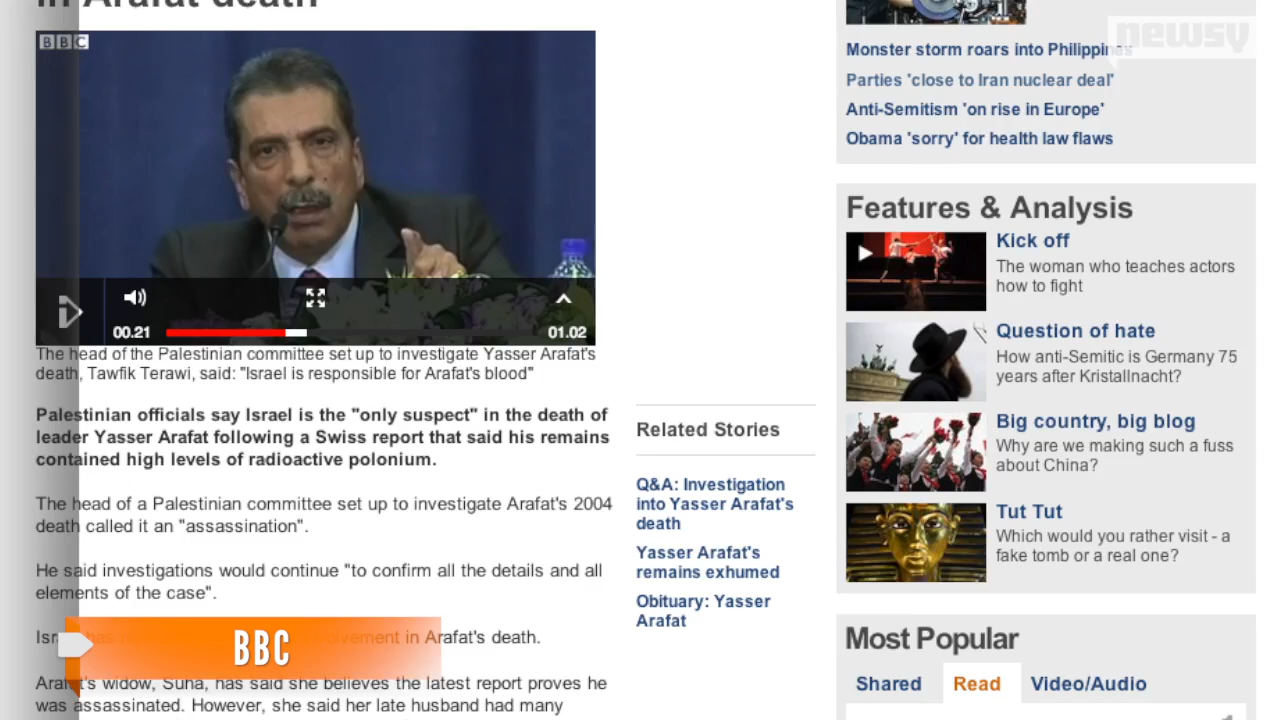 in Arafat death
BBC
00.21
01.02
The head of the Palestinian committee set up to investigate Yasser Arafat's
death, Tawfik Terawi, said: "Israel is responsible for Arafat's blood"
Palestinian officials say Israel is the "only suspect" in the death of
leader Yasser Arafat following a Swiss report that said his remains
contained high levels of radioactive polonium.
The head of a Palestinian committee set up to investigate Arafat's 2004
death called it an "assassination".
He said investigations would continue "to confirm all the details and all
elements of the case".
in Arafat's death.
BBC
Arafat's widow, Suha, has said she believes the latest report proves he
was assassinated. However, she said her late husband had many
Related Stories
Q&A: Investigation
into Yasser Arafat's
death
Yasser Arafat's
remains exhumed
Obituary: Yasser
Arafat
newsy
Monster storm roars into Philippines
Parties 'close to Iran nuclear deal'
Anti-Semitism 'on rise in Europe'
Obama 'sorry' for health law flaws
Features & Analysis
Kick off
The woman who teaches actors
how to fight
Question of hate
How anti-Semitic is Germany 75
years after Kristallnacht?
Big country, big blog
Why are we making such a fuss
about China?
Tut Tut
Which would you rather visit - a
fake tomb or a real one?
Most Popular
Shared Read Video/Audio